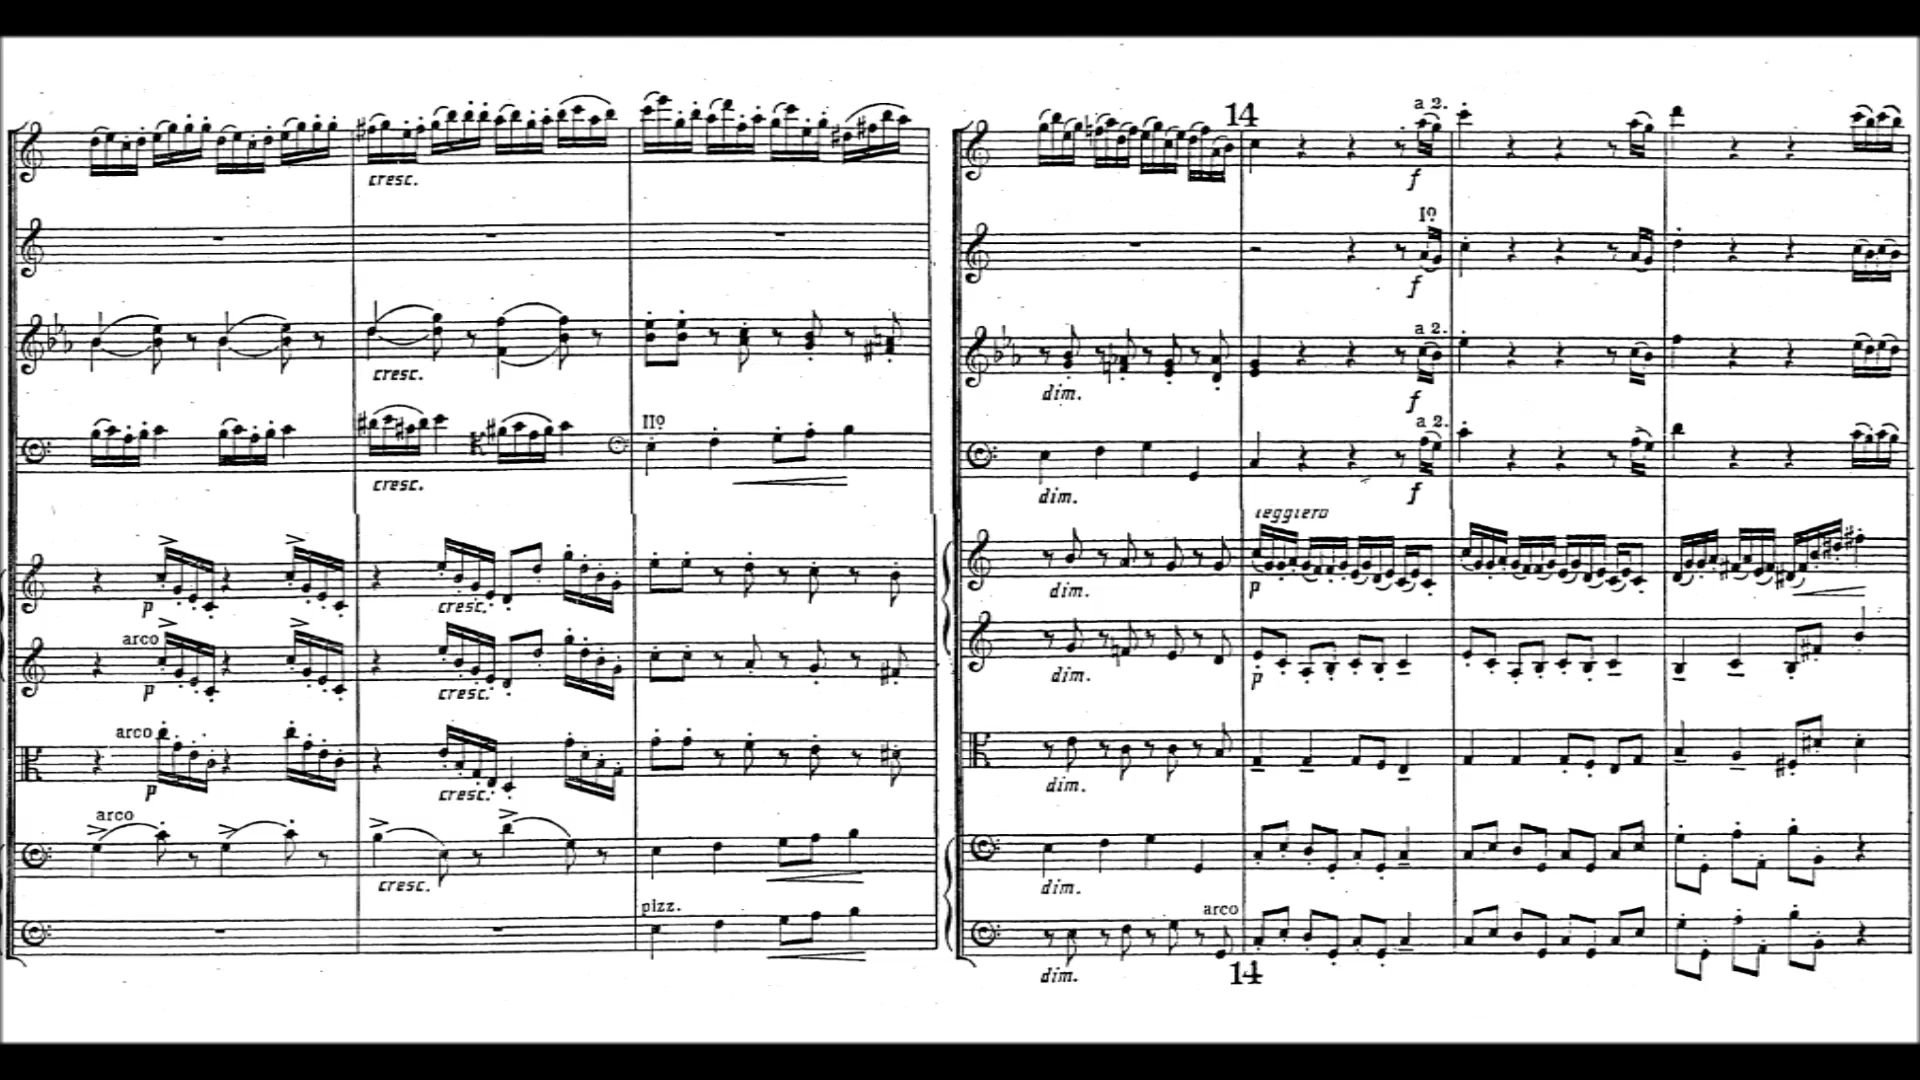 cresc.
cresc.
cresc.
IIº
p
cresc.
arco
p
cresc.
arco
p
cresc.
arco
cresc.
pizz.
14
a 2.
f
Iº
f
a 2.
dim.
f
a 2.
dim.
f
leggiero
dim.
p
dim.
p
dim.
dim.
arco
dim.
14